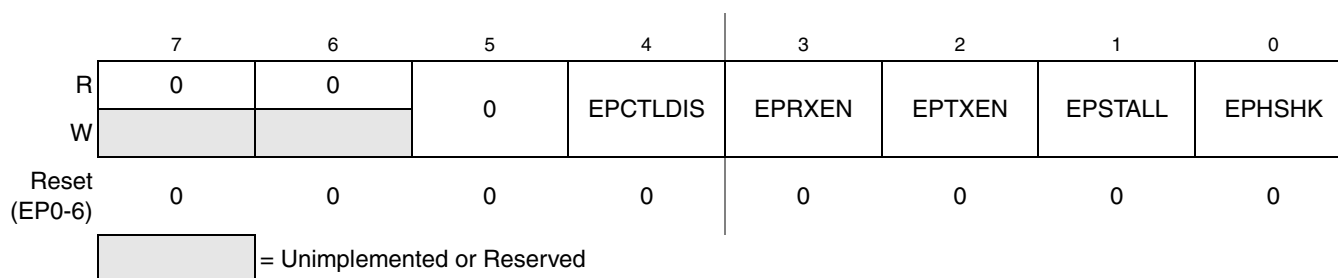 7 6 5 4 3 2 1 0
R 0 0 0 EPCTLDIS EPRXEN EPTXEN EPSTALL EPHSHK
W
Reset (EP0-6) 0 0 0 0 0 0 0 0
= Unimplemented or Reserved